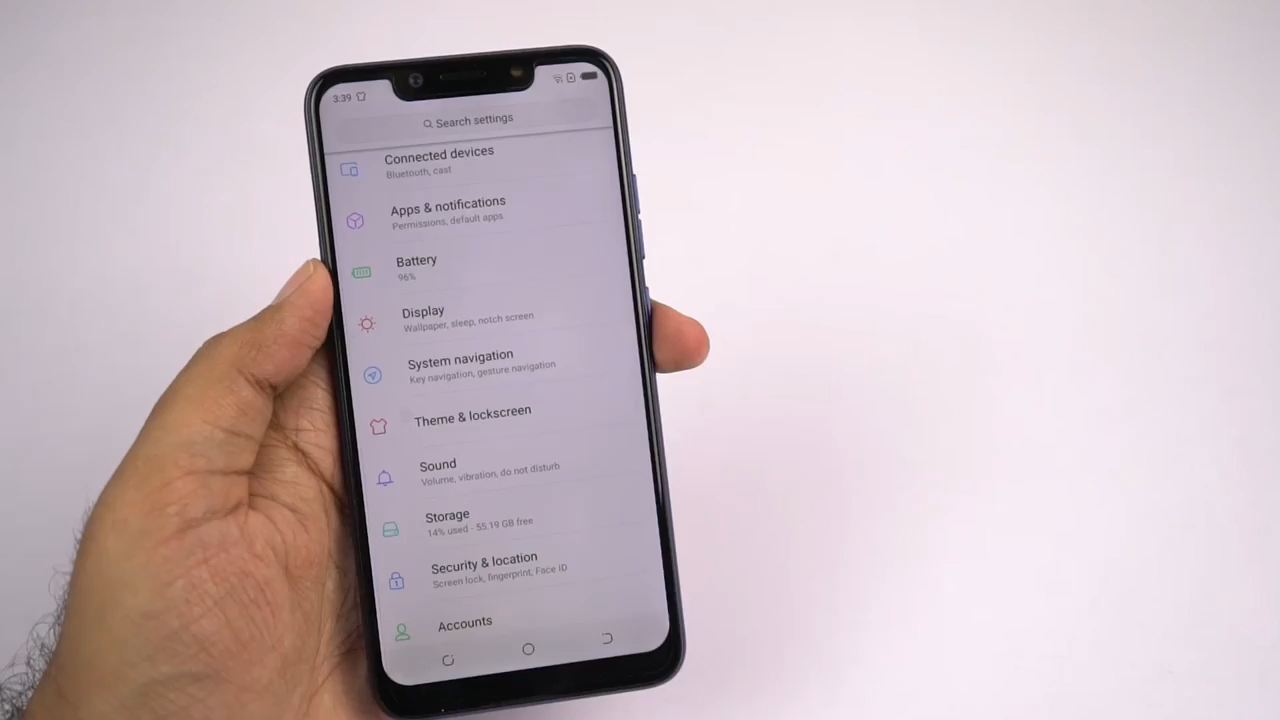 3:39
Search settings
Connected devices
Bluetooth, cast
Apps & notifications
Permissions, default apps
Battery
96%
Display
Wallpaper, sleep, notch screen
System navigation
Key navigation, gesture navigation
Theme & lockscreen
Sound
Volume, vibration, do not disturb
Storage
14% used - 55.19 GB free
Security & location
Screen lock, fingerprint, Face ID
Accounts